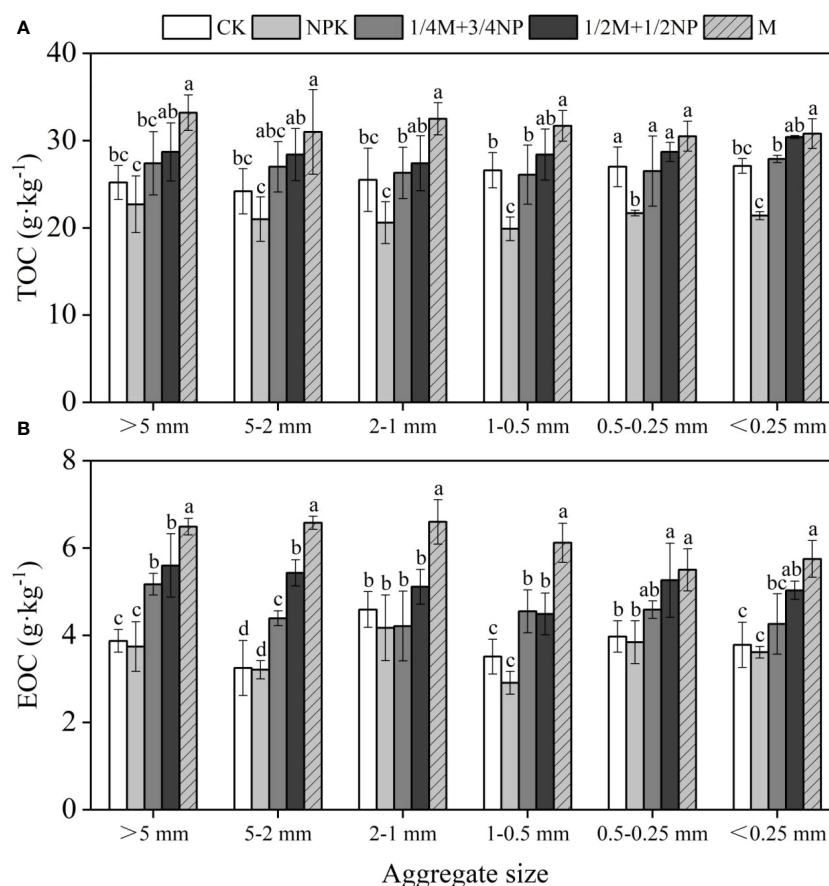 A
CK NPK 1/4M+3/4NP 1/2M+1/2NP M
40
30
20
10
0
TOC (g·kg⁻¹)
bc c bc ab a
bc c abc ab a
bc c b ab a
b c b ab a
a b a a a
bc c b ab a
>5 mm 5-2 mm 2-1 mm 1-0.5 mm 0.5-0.25 mm <0.25 mm
B
8
6
4
2
0
EOC (g·kg⁻¹)
c c b b a
d d c b a
b b b b a
c c b b a
b b ab a a
c c bc ab a
>5 mm 5-2 mm 2-1 mm 1-0.5 mm 0.5-0.25 mm <0.25 mm
Aggregate size